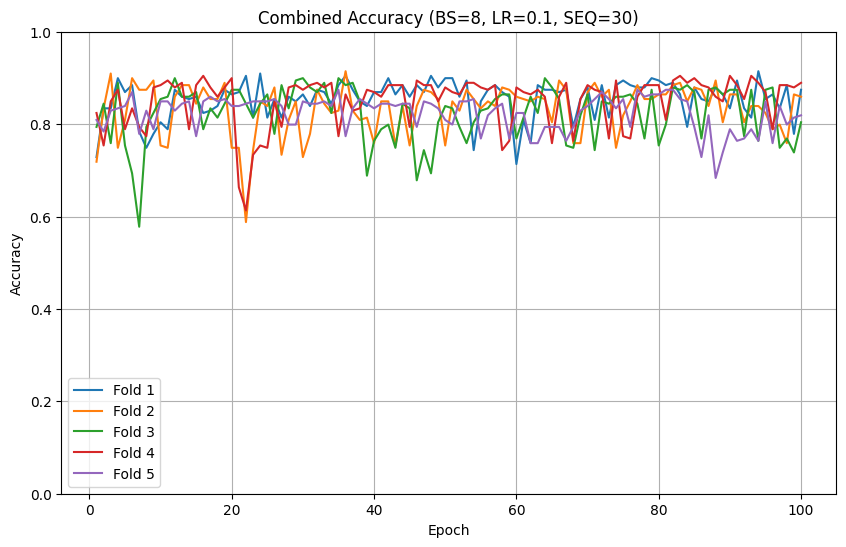 Combined Accuracy (BS=8, LR=0.1, SEQ=30)
1.0
0.8
0.6
0.4
0.2
0.0
Accuracy
Fold 1
Fold 2
Fold 3
Fold 4
Fold 5
0 20 40 60 80 100
Epoch